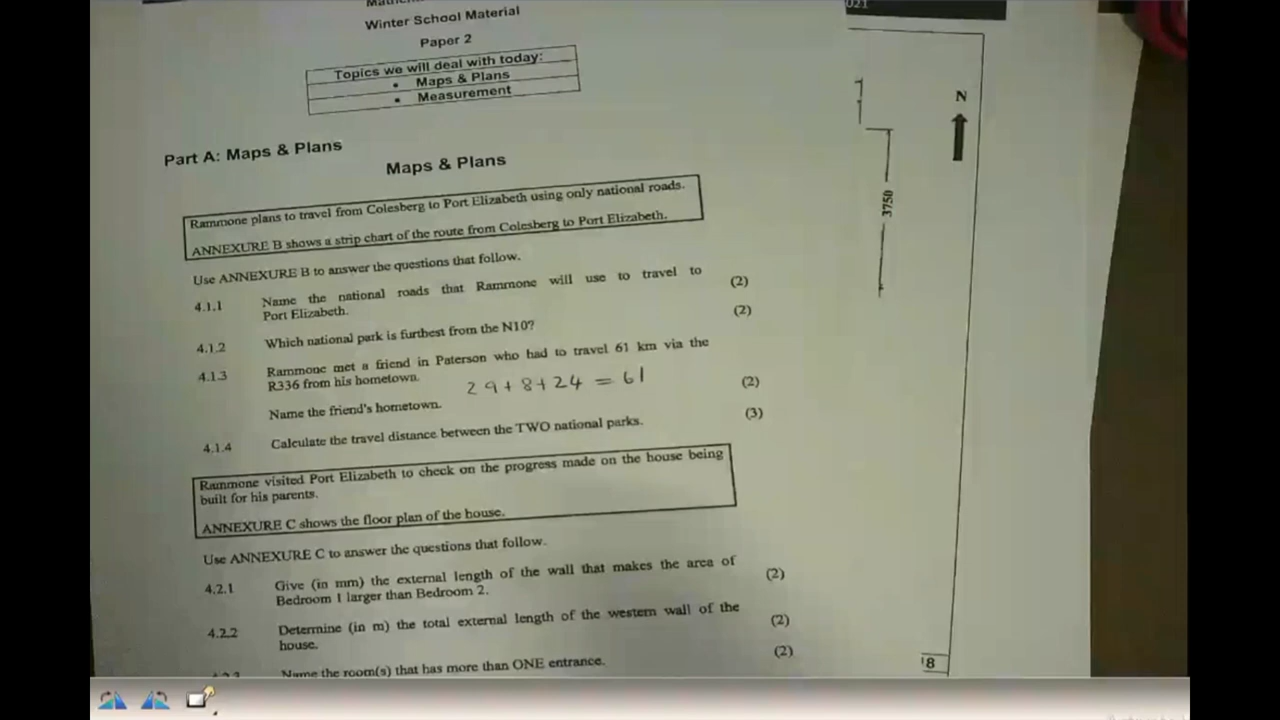 021
Winter School Material
Paper 2
Topics we will deal with today:
• Maps & Plans
• Measurement
N
3750
Part A: Maps & Plans
Maps & Plans
Rammone plans to travel from Colesberg to Port Elizabeth using only national roads.
ANNEXURE B shows a strip chart of the route from Colesberg to Port Elizabeth.
Use ANNEXURE B to answer the questions that follow.
4.1.1 Name the national roads that Rammone will use to travel to (2)
Port Elizabeth.
4.1.2 Which national park is furthest from the N10? (2)
4.1.3 Rammone met a friend in Paterson who had to travel 61 km via the
R336 from his hometown. 29+8+24 = 61
Name the friend's hometown. (2)
4.1.4 Calculate the travel distance between the TWO national parks. (3)
Rammone visited Port Elizabeth to check on the progress made on the house being
built for his parents.
ANNEXURE C shows the floor plan of the house.
Use ANNEXURE C to answer the questions that follow.
4.2.1 Give (in mm) the external length of the wall that makes the area of (2)
Bedroom 1 larger than Bedroom 2.
4.2.2 Determine (in m) the total external length of the western wall of the (2)
house.
Name the room(s) that has more than ONE entrance. (2)
8